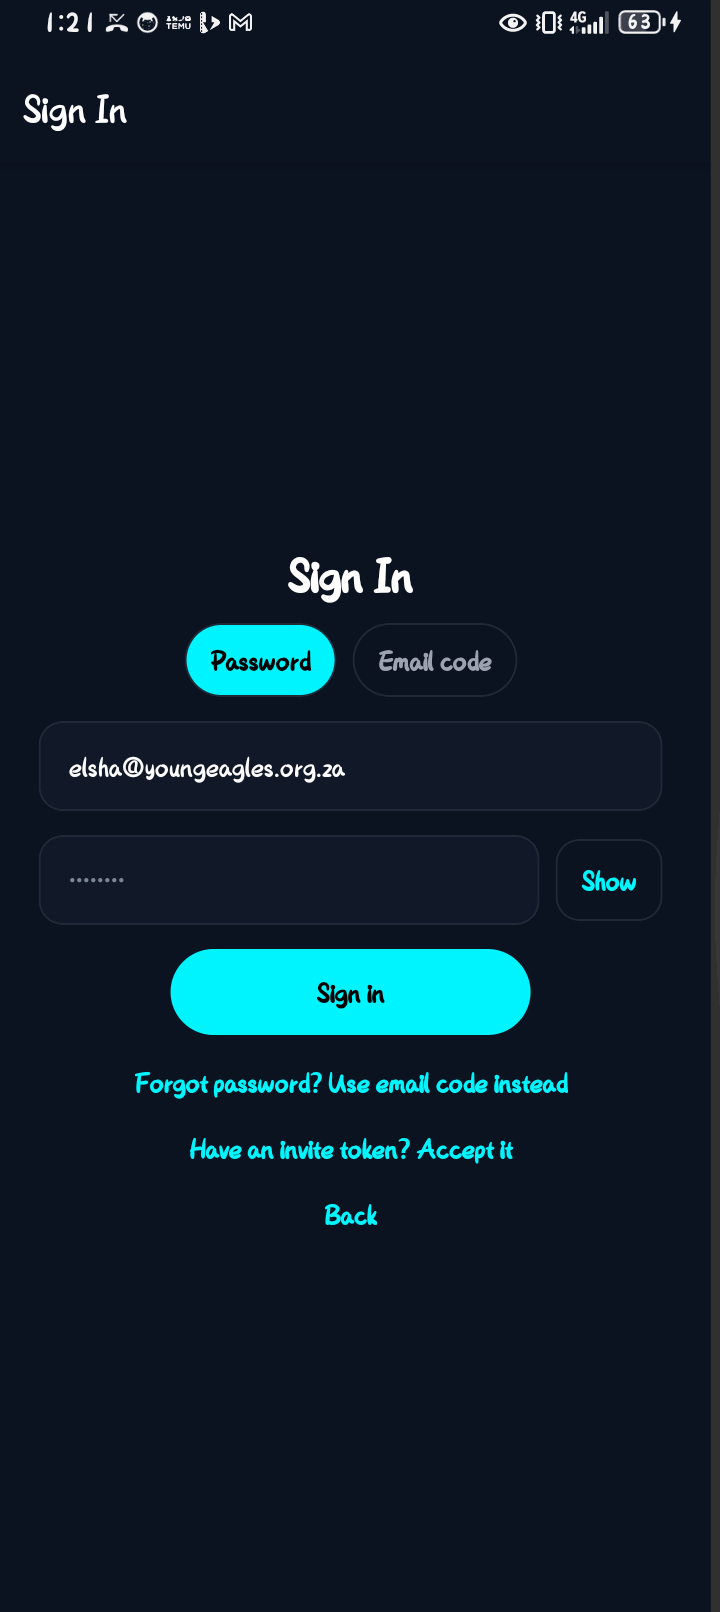 1:21 TEMU 4G 63
Sign In
Sign In
Password Email code
elsha@youngeagles.org.za
•••••••• Show
Sign in
Forgot password? Use email code instead
Have an invite token? Accept it
Back